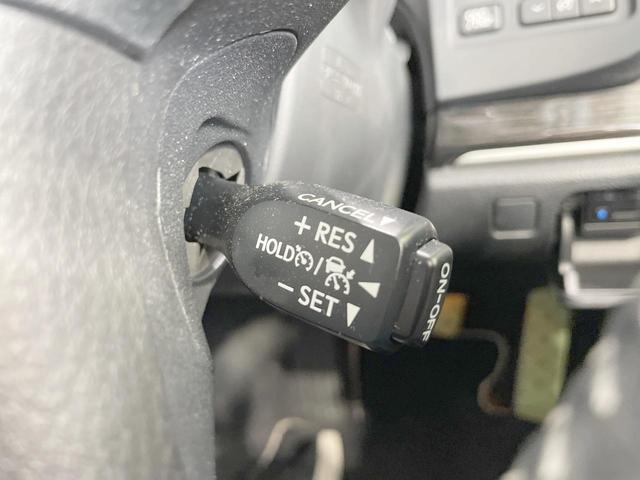 CANCEL
+ RES
HOLD /
− SET
ON-OFF